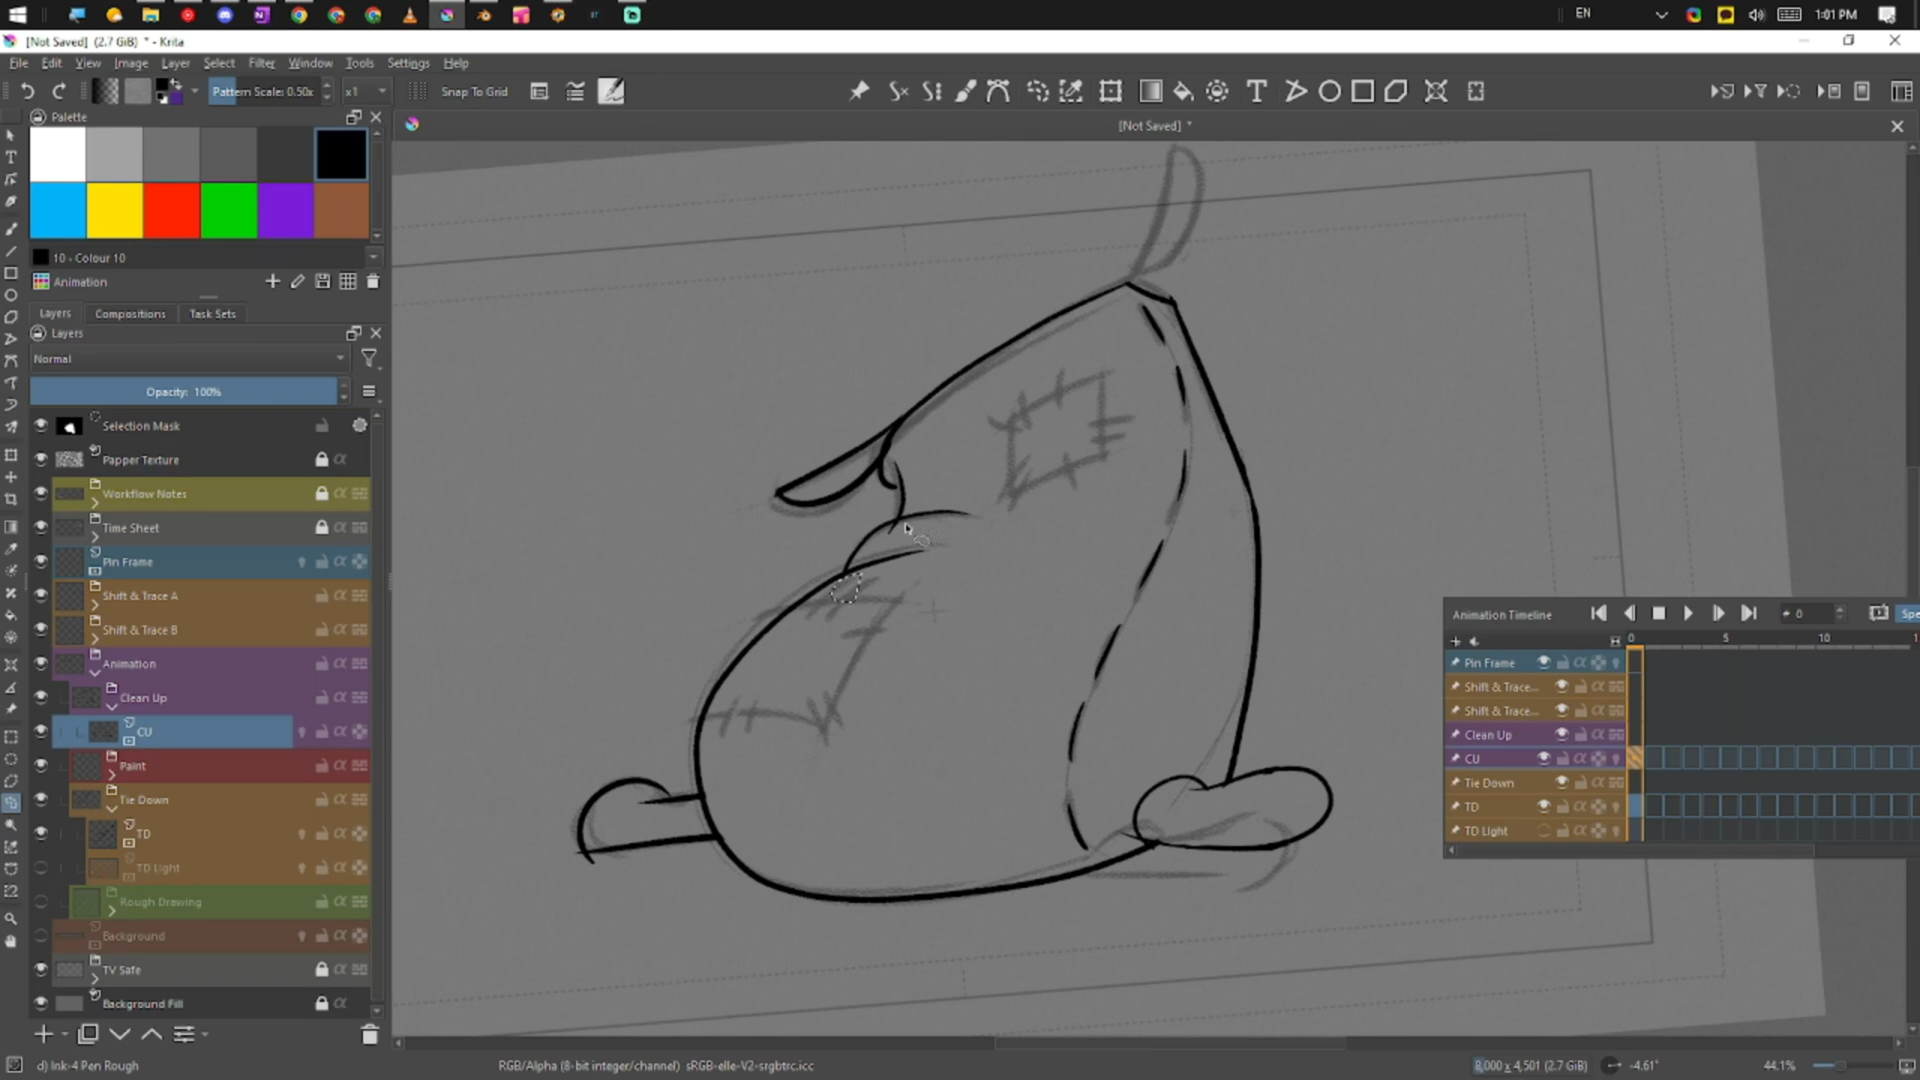 EN
1:01 PM
[Not Saved] (2.7 GiB) * - Krita
File Edit View Image Layer Select Filter Window Tools Settings Help
Pattern Scale: 0.50x
x1
Snap To Grid
Palette
[Not Saved] *
10 - Colour 10
Animation
Layers Compositions Task Sets
Layers
Normal
Opacity: 100%
Selection Mask
Papper Texture
Workflow Notes
Time Sheet
Pin Frame
Shift & Trace A
Shift & Trace B
Animation
Clean Up
CU
Paint
Tie Down
TD
TD Light
Rough Drawing
Background
TV Safe
Background Fill
Animation Timeline
0
Spe
0 5 10 1
Pin Frame
Shift & Trace...
Shift & Trace...
Clean Up
CU
Tie Down
TD
TD Light
d) Ink-4 Pen Rough
RGB/Alpha (8-bit integer/channel) sRGB-elle-V2-srgbtrc.icc
8,000 x 4,501 (2.7 GiB)
-4.61°
44.1%